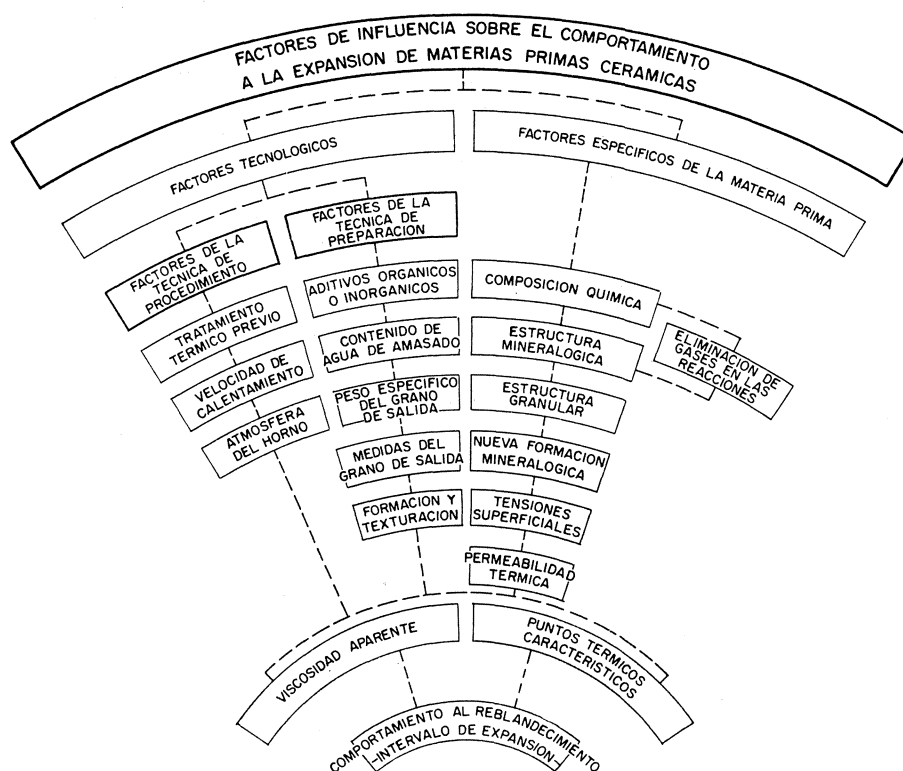 FACTORES DE INFLUENCIA SOBRE EL COMPORTAMIENTO
A LA EXPANSION DE MATERIAS PRIMAS CERAMICAS
FACTORES TECNOLOGICOS
FACTORES ESPECIFICOS DE LA MATERIA PRIMA
FACTORES DE LA
TECNICA DE
PROCEDIMIENTO
TRATAMIENTO
TERMICO PREVIO
VELOCIDAD DE
CALENTAMIENTO
ATMOSFERA
DEL HORNO
FACTORES DE LA
TECNICA DE
PREPARACION
ADITIVOS ORGANICOS
O INORGANICOS
CONTENIDO DE
AGUA DE AMASADO
PESO ESPECIFICO
DEL GRANO
DE SALIDA
MEDIDAS DEL
GRANO DE SALIDA
FORMACION Y
TEXTURACION
COMPOSICION QUIMICA
ESTRUCTURA
MINERALOGICA
ESTRUCTURA
GRANULAR
NUEVA FORMACION
MINERALOGICA
TENSIONES
SUPERFICIALES
PERMEABILIDAD
TERMICA
ELIMINACION DE
GASES EN LAS
REACCIONES
VISCOSIDAD APARENTE
PUNTOS TERMICOS
CARACTERISTICOS
COMPORTAMIENTO AL REBLANDECIMIENTO
-INTERVALO DE EXPANSION-